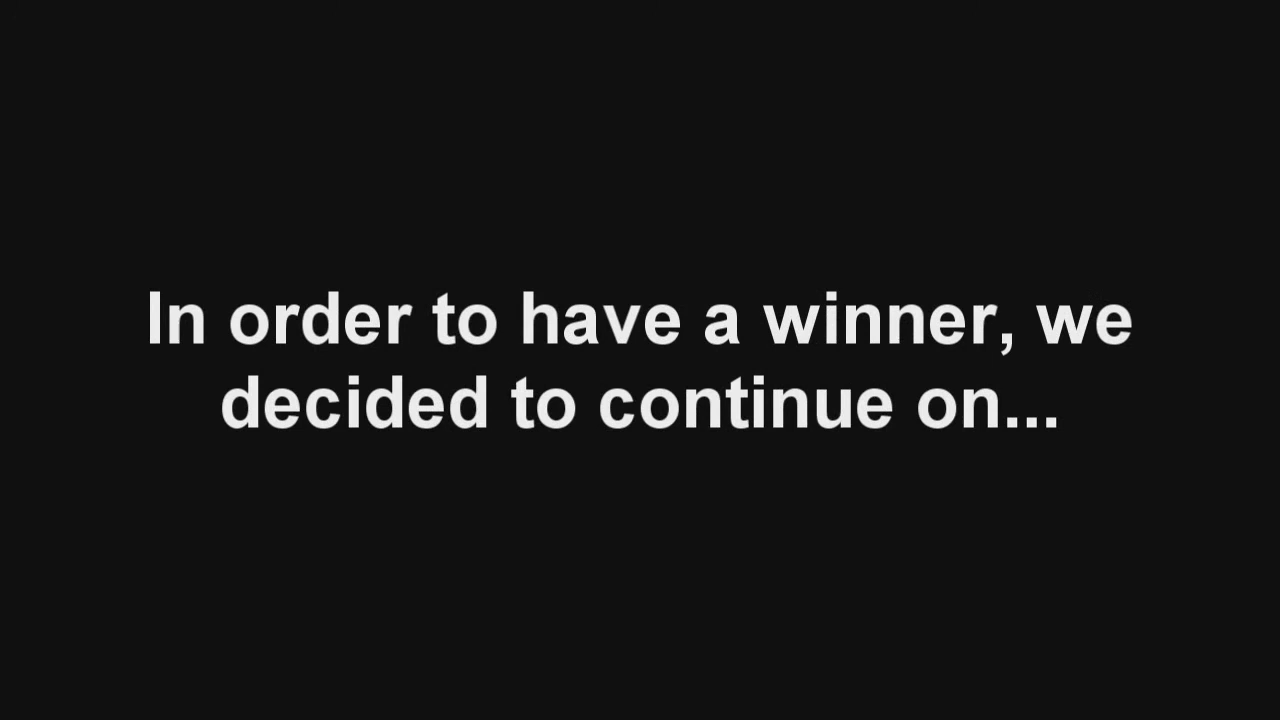 In order to have a winner, we
decided to continue on...